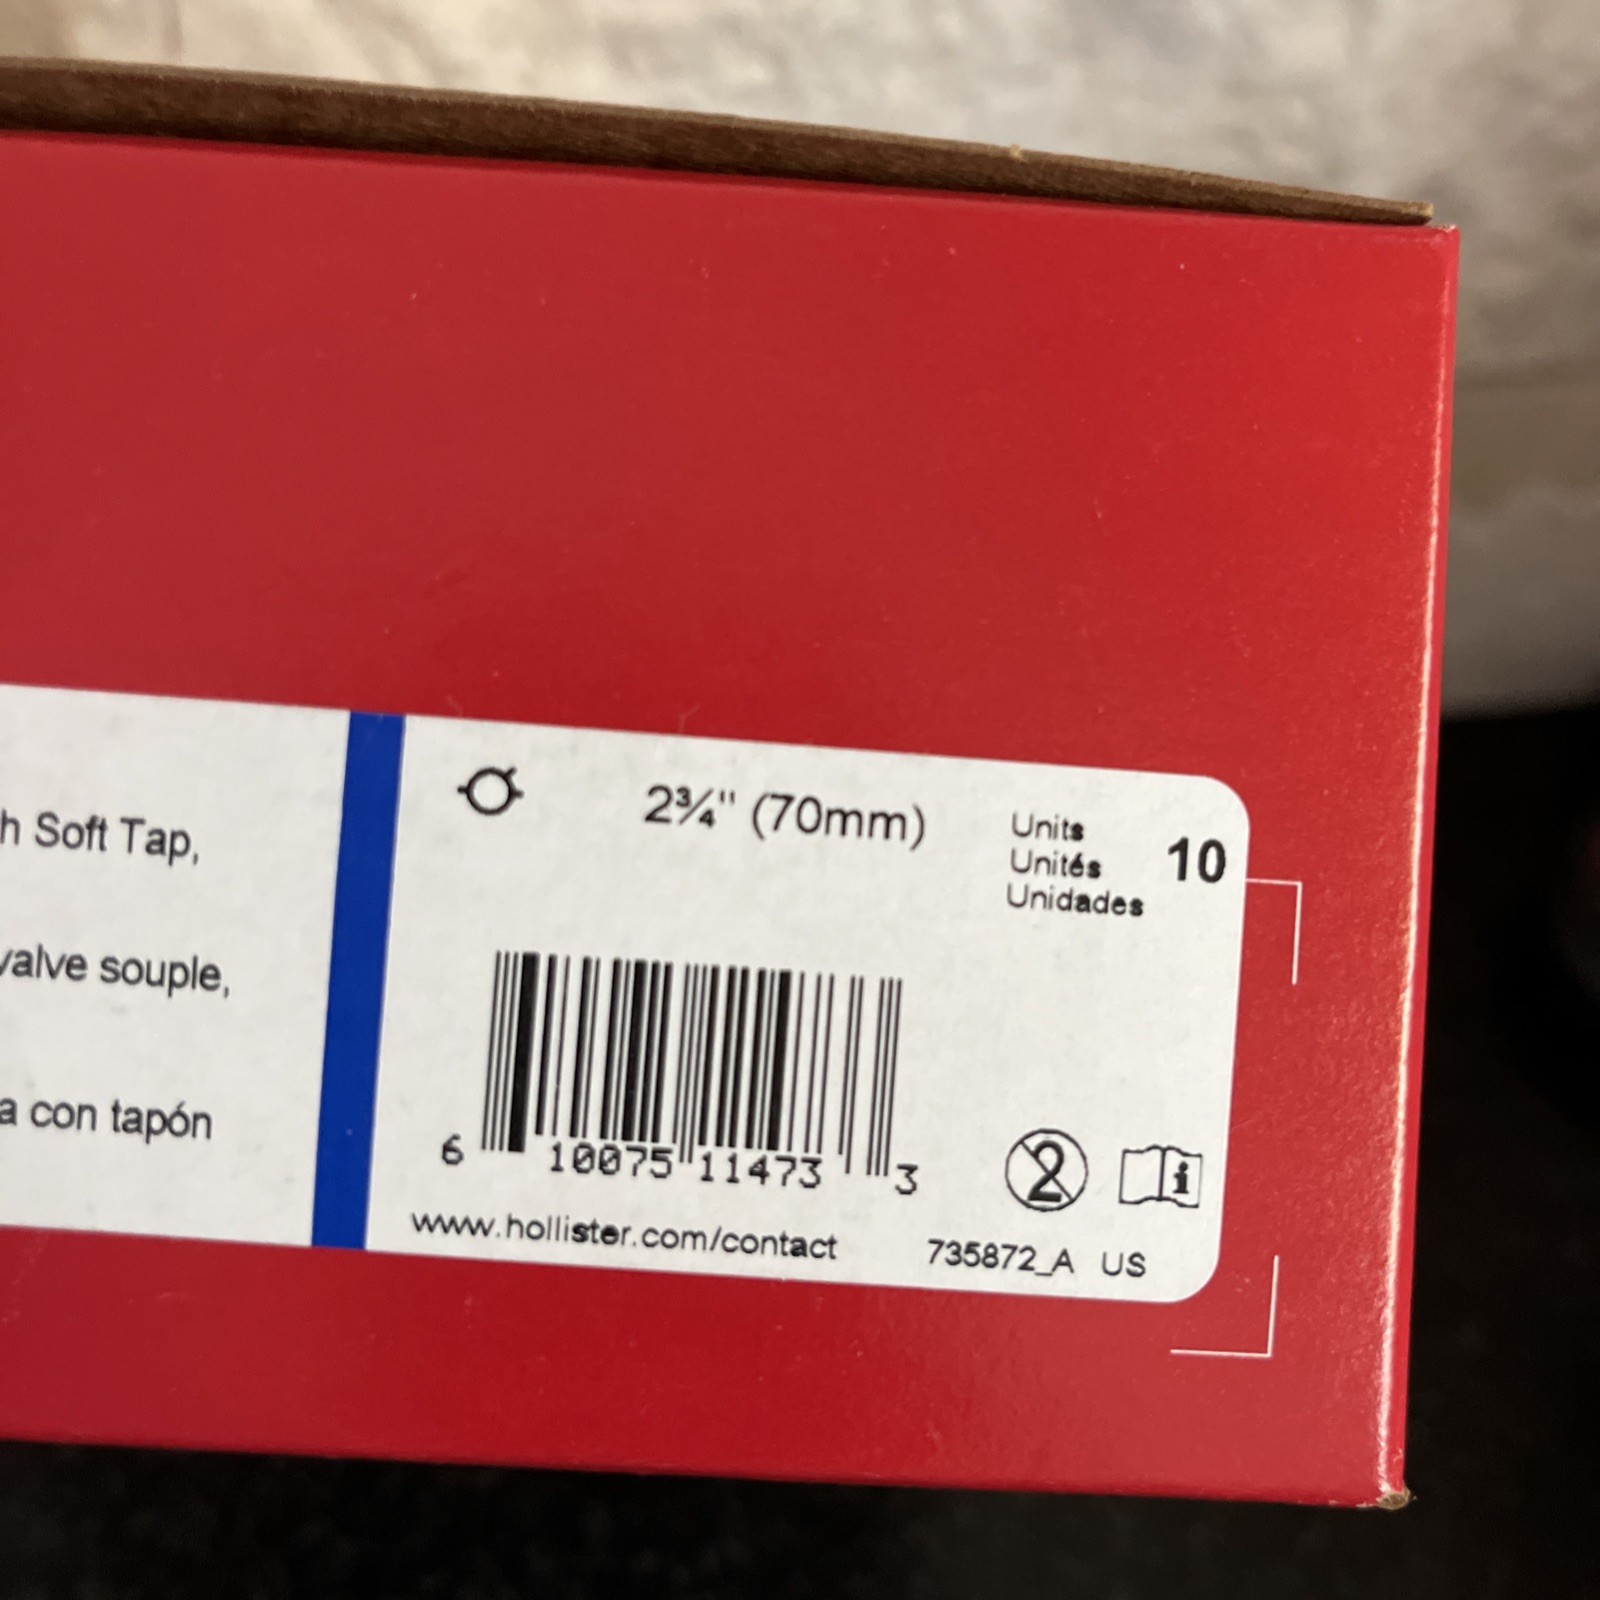 h Soft Tap,
valve souple,
a con tapón
2¾" (70mm)
Units
Unités
Unidades
10
6 10075 11473 3
2
i
www.hollister.com/contact
735872_A US